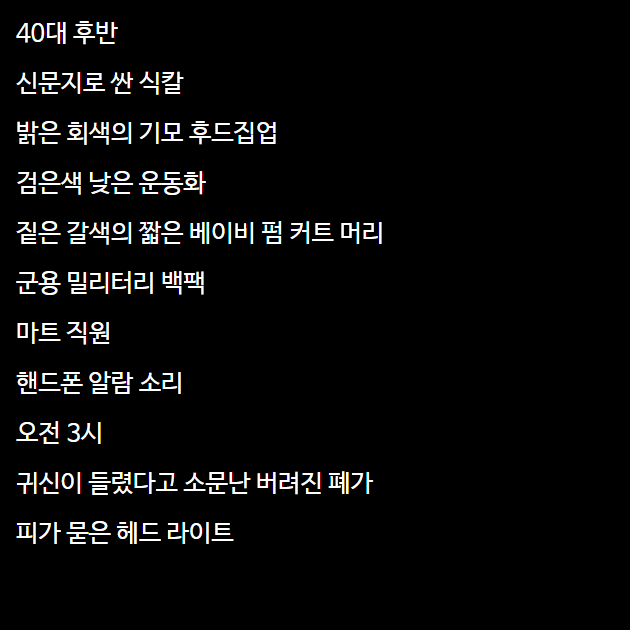 40대 후반
신문지로 싼 식칼
밝은 회색의 기모 후드집업
검은색 낮은 운동화
짙은 갈색의 짧은 베이비 펌 커트 머리
군용 밀리터리 백팩
마트 직원
핸드폰 알람 소리
오전 3시
귀신이 들렸다고 소문난 버려진 폐가
피가 묻은 헤드 라이트